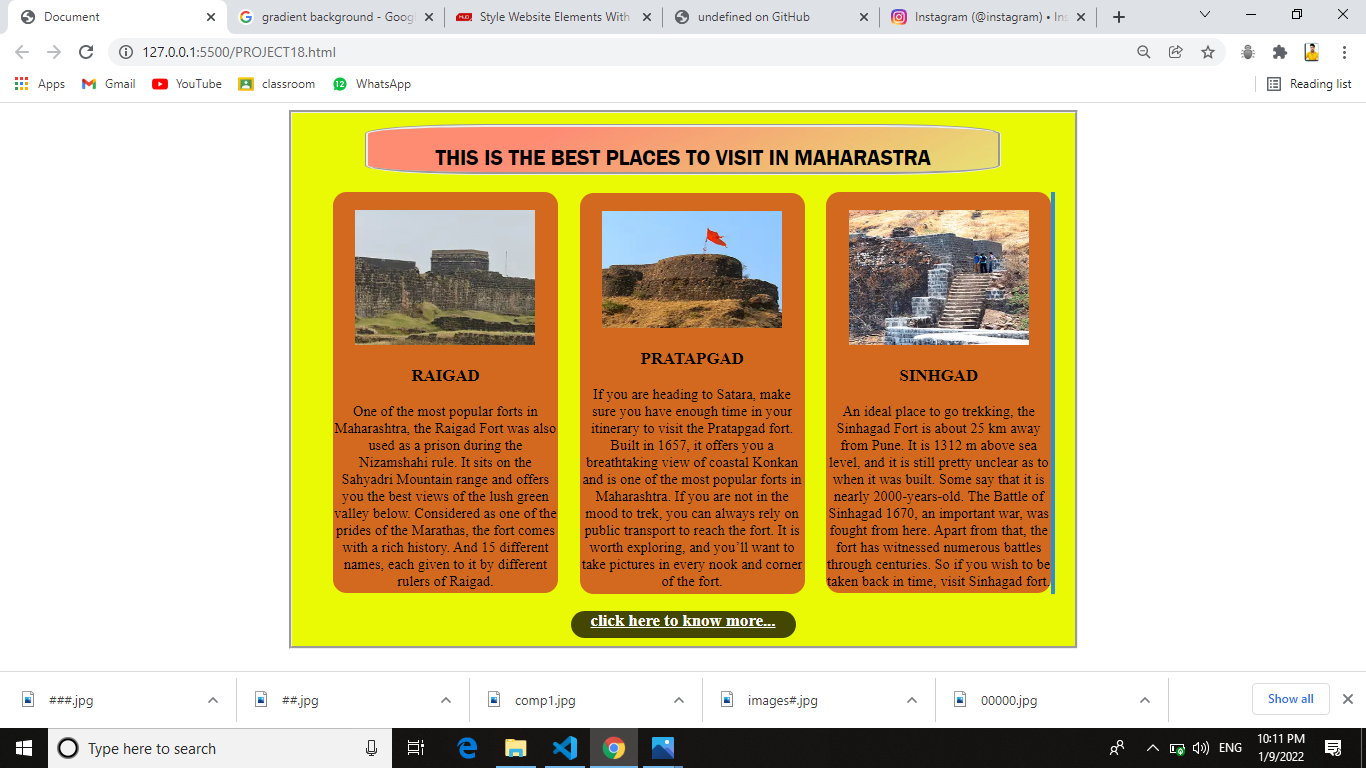 Document
gradient background - Goog
Style Website Elements With
undefined on GitHub
Instagram (@instagram) • Ins
127.0.0.1:5500/PROJECT18.html
Apps
Gmail
YouTube
classroom
12
WhatsApp
Reading list
THIS IS THE BEST PLACES TO VISIT IN MAHARASTRA
RAIGAD
One of the most popular forts in
Maharashtra, the Raigad Fort was also
used as a prison during the
Nizamshahi rule. It sits on the
Sahyadri Mountain range and offers
you the best views of the lush green
valley below. Considered as one of the
prides of the Marathas, the fort comes
with a rich history. And 15 different
names, each given to it by different
rulers of Raigad.
PRATAPGAD
If you are heading to Satara, make
sure you have enough time in your
itinerary to visit the Pratapgad fort.
Built in 1657, it offers you a
breathtaking view of coastal Konkan
and is one of the most popular forts in
Maharashtra. If you are not in the
mood to trek, you can always rely on
public transport to reach the fort. It is
worth exploring, and you’ll want to
take pictures in every nook and corner
of the fort.
SINHGAD
An ideal place to go trekking, the
Sinhagad Fort is about 25 km away
from Pune. It is 1312 m above sea
level, and it is still pretty unclear as to
when it was built. Some say that it is
nearly 2000-years-old. The Battle of
Sinhagad 1670, an important war, was
fought from here. Apart from that, the
fort has witnessed numerous battles
through centuries. So if you wish to be
taken back in time, visit Sinhagad fort.
click here to know more...
###.jpg
##.jpg
comp1.jpg
images#.jpg
00000.jpg
Show all
Type here to search
ENG
10:11 PM
1/9/2022